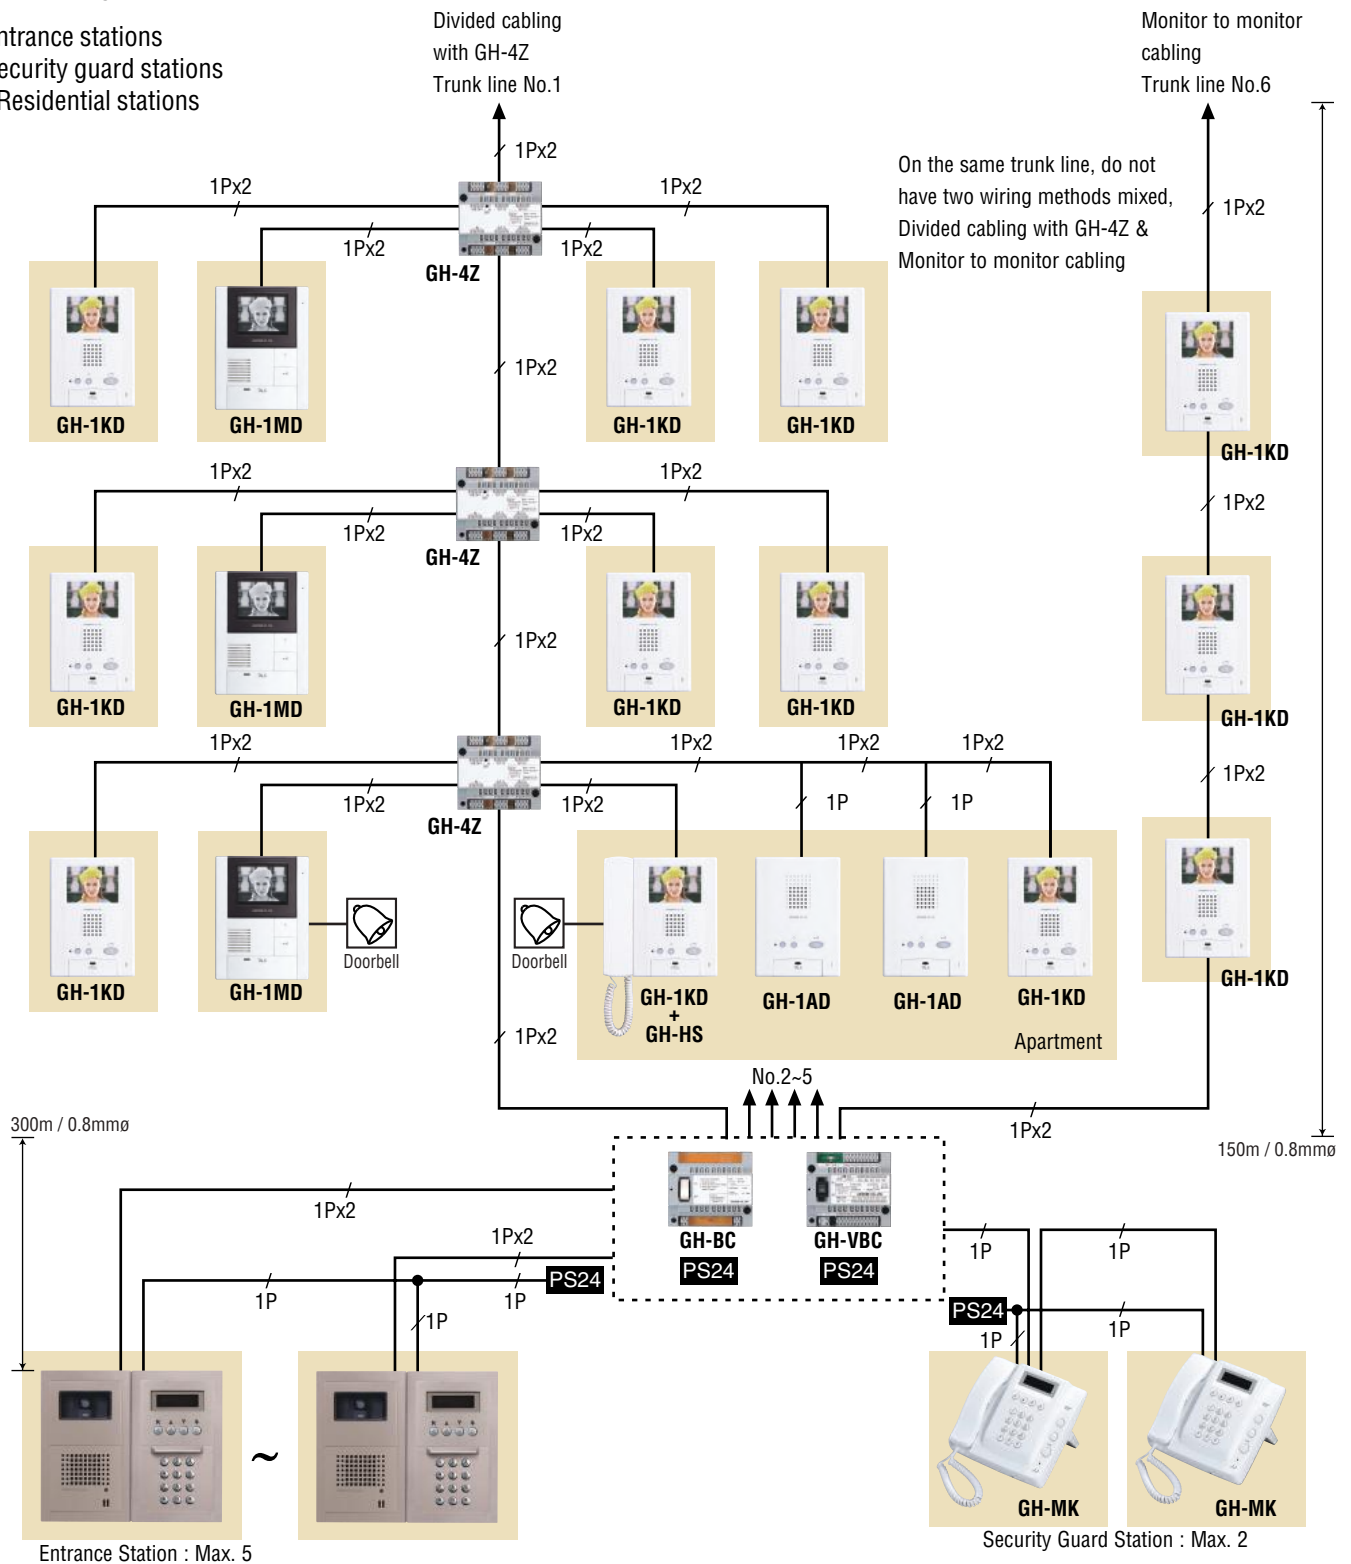 ntrance stations
ecurity guard stations
Residential stations
Divided cabling
with GH-4Z
Trunk line No.1
Monitor to monitor
cabling
Trunk line No.6
On the same trunk line, do not
have two wiring methods mixed,
Divided cabling with GH-4Z &
Monitor to monitor cabling
1Px2
1Px2
1Px2
1Px2
1Px2
1Px2
GH-4Z
GH-1KD
GH-1MD
GH-1KD
GH-1KD
1Px2
GH-1KD
1Px2
1Px2
1Px2
1Px2
1Px2
GH-4Z
GH-1KD
GH-1MD
GH-1KD
GH-1KD
1Px2
GH-1KD
1Px2
1Px2
1Px2
1Px2
1Px2
1Px2
1Px2
1Px2
1P
1P
GH-4Z
Doorbell
Doorbell
GH-1KD
GH-1MD
GH-1KD
+
GH-HS
GH-1AD
GH-1AD
GH-1KD
GH-1KD
Apartment
1Px2
No.2~5
1Px2
300m / 0.8mmø
150m / 0.8mmø
1Px2
1Px2
1P
1P
PS24
1P
GH-BC
GH-VBC
PS24
PS24
1P
1P
PS24
1P
1P
~
GH-MK
GH-MK
Entrance Station : Max. 5
Security Guard Station : Max. 2